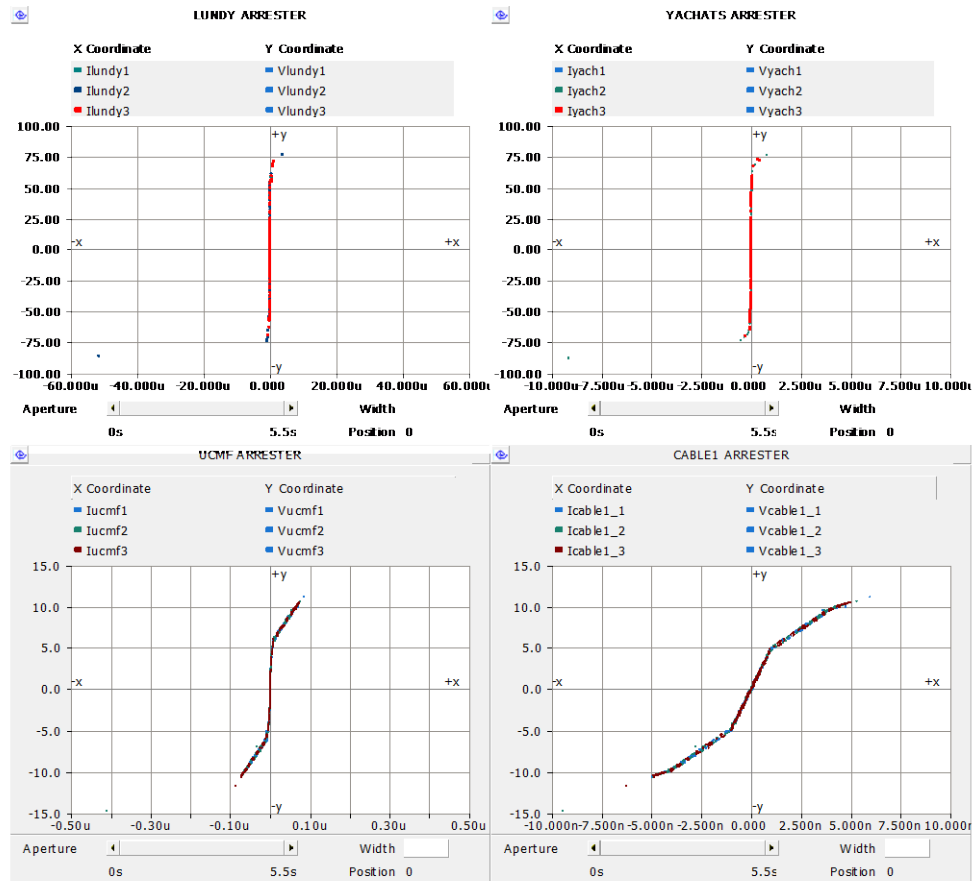 LUNDY ARRESTER
X Coordinate Y Coordinate
Ilundy1 Vlundy1
Ilundy2 Vlundy2
Ilundy3 Vlundy3
100.00
+y
75.00
50.00
25.00
0.00 -x +x
-25.00
-50.00
-75.00
-y
-100.00
-60.000u -40.000u -20.000u 0.000 20.000u 40.000u 60.000u
Aperture Width
0s 5.5s Position 0
YACHATS ARRESTER
X Coordinate Y Coordinate
Iyach1 Vyach1
Iyach2 Vyach2
Iyach3 Vyach3
100.00
+y
75.00
50.00
25.00
0.00 -x +x
-25.00
-50.00
-75.00
-y
-100.00
-10.000u -7.500u -5.000u -2.500u 0.000 2.500u 5.000u 7.500u 10.000
Aperture Width
0s 5.5s Position 0
UCMF ARRESTER
X Coordinate Y Coordinate
Iucmf1 Vucmf1
Iucmf2 Vucmf2
Iucmf3 Vucmf3
15.0
+y
10.0
5.0
0.0 -x +x
-5.0
-10.0
-y
-15.0
-0.50u -0.30u -0.10u 0.10u 0.30u 0.50u
Aperture Width
0s 5.5s Position 0
CABLE1 ARRESTER
X Coordinate Y Coordinate
Icable1_1 Vcable1_1
Icable1_2 Vcable1_2
Icable1_3 Vcable1_3
15.0
+y
10.0
5.0
0.0 -x +x
-5.0
-10.0
-y
-15.0
-10.000n -7.500n -5.000n -2.500n 0.000 2.500n 5.000n 7.500n 10.000n
Aperture Width
0s 5.5s Position 0